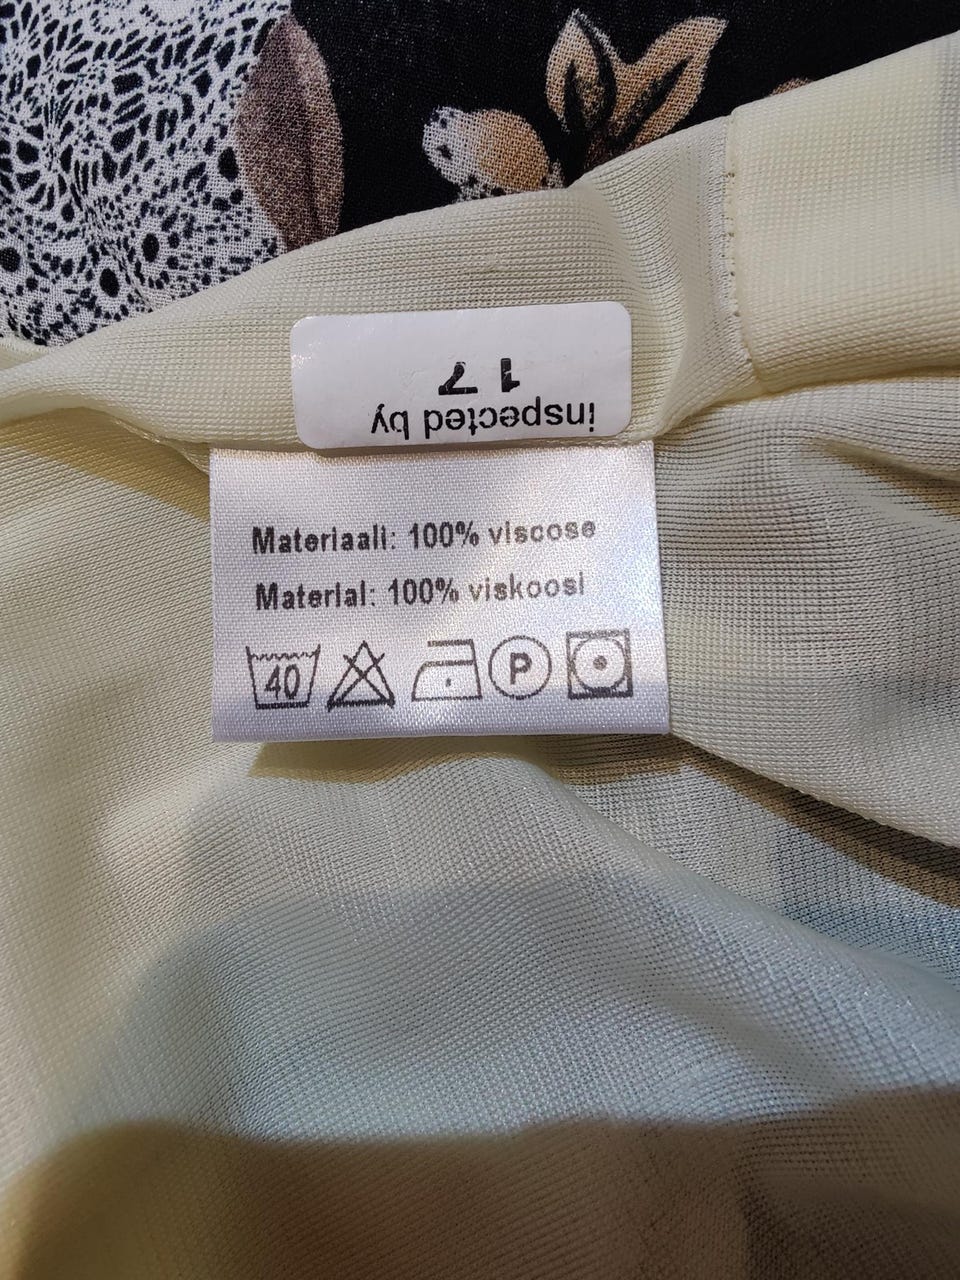 inspected by
17
Materiaali: 100% viscose
Material: 100% viskoosi
40
P